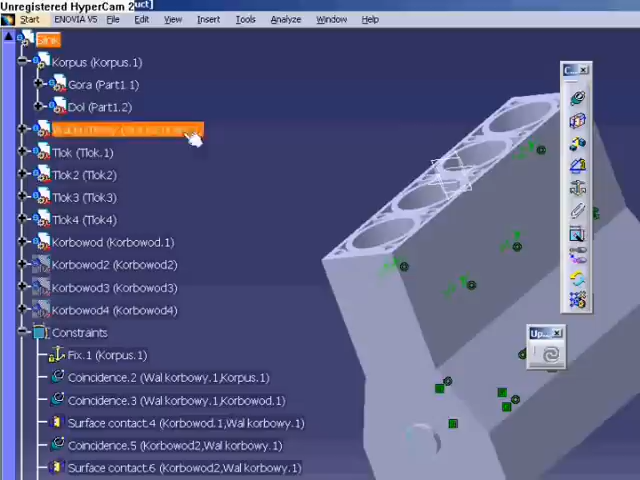 Unregistered HyperCam 2
uct]
Start ENOVIA V5 File Edit View Insert Tools Analyze Window Help
Silnik
Korpus (Korpus.1)
Gora (Part1.1)
Dol (Part1.2)
Tlok (Tlok.1)
Tlok2 (Tlok2)
Tlok3 (Tlok3)
Tlok4 (Tlok4)
Korbowod (Korbowod.1)
Korbowod2 (Korbowod2)
Korbowod3 (Korbowod3)
Korbowod4 (Korbowod4)
Constraints
Fix.1 (Korpus.1)
Coincidence.2 (Wal korbowy.1,Korpus.1)
Coincidence.3 (Wal korbowy.1,Korbowod.1)
Surface contact.4 (Korbowod.1,Wal korbowy.1)
Coincidence.5 (Korbowod2,Wal korbowy.1)
Surface contact.6 (Korbowod2,Wal korbowy.1)
C...
Up...